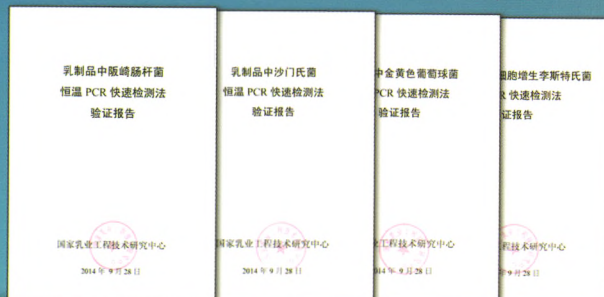 乳制品中阪崎肠杆菌
恒温 PCR 快速检测法
验证报告
国家乳业工程技术研究中心
2014 年 9 月 28 日
乳制品中沙门氏菌
恒温 PCR 快速检测法
验证报告
国家乳业工程技术研究中心
2014 年 9 月 28 日
中金黄色葡萄球菌
PCR 快速检测法
验证报告
业工程技术研究中心
2014 年 9 月 28 日
细胞增生李斯特氏菌
R 快速检测法
证报告
程技术研究中心
年 9 月 28 日